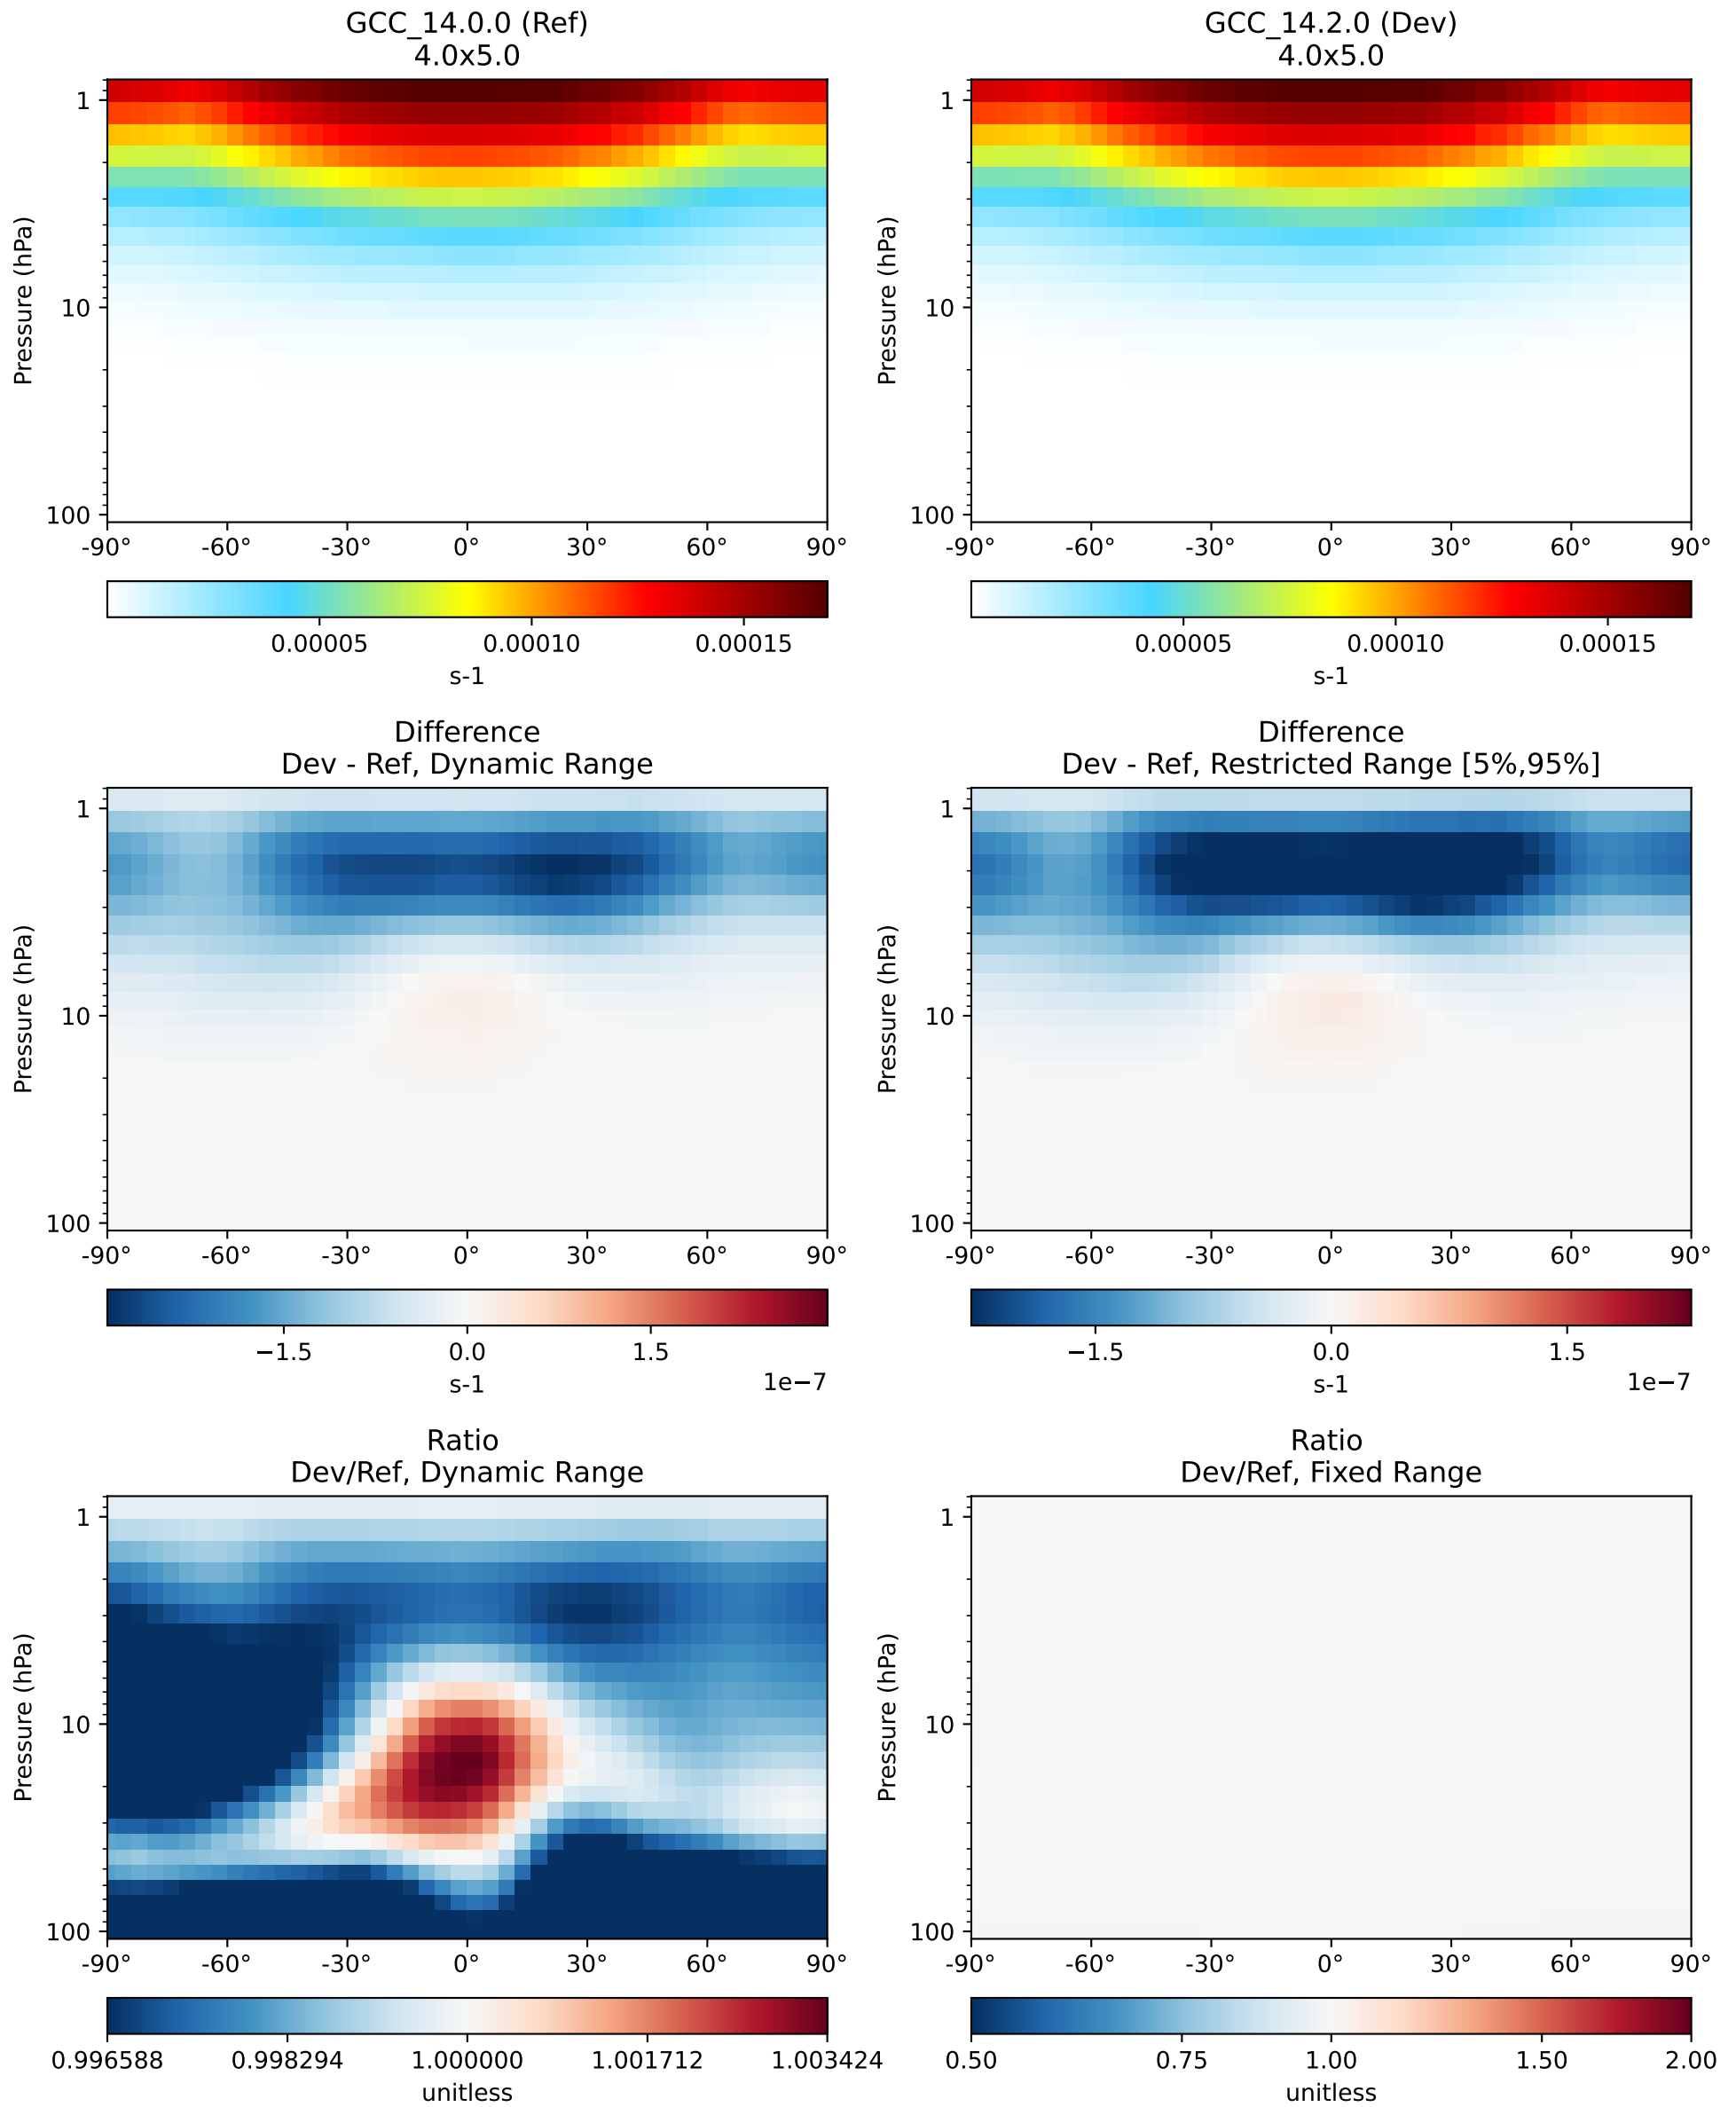 GCC_14.0.0 (Ref)
4.0x5.0
GCC_14.2.0 (Dev)
4.0x5.0
Pressure (hPa)
1
10
100
-90° -60° -30° 0° 30° 60° 90°
0.00005 0.00010 0.00015
s-1
Pressure (hPa)
1
10
100
-90° -60° -30° 0° 30° 60° 90°
0.00005 0.00010 0.00015
s-1
Difference
Dev - Ref, Dynamic Range
Pressure (hPa)
1
10
100
-90° -60° -30° 0° 30° 60° 90°
−1.5 0.0 1.5
s-1
1e−7
Difference
Dev - Ref, Restricted Range [5%,95%]
Pressure (hPa)
1
10
100
-90° -60° -30° 0° 30° 60° 90°
−1.5 0.0 1.5
s-1
1e−7
Ratio
Dev/Ref, Dynamic Range
Pressure (hPa)
1
10
100
-90° -60° -30° 0° 30° 60° 90°
0.996588 0.998294 1.000000 1.001712 1.003424
unitless
Ratio
Dev/Ref, Fixed Range
Pressure (hPa)
1
10
100
-90° -60° -30° 0° 30° 60° 90°
0.50 0.75 1.00 1.50 2.00
unitless